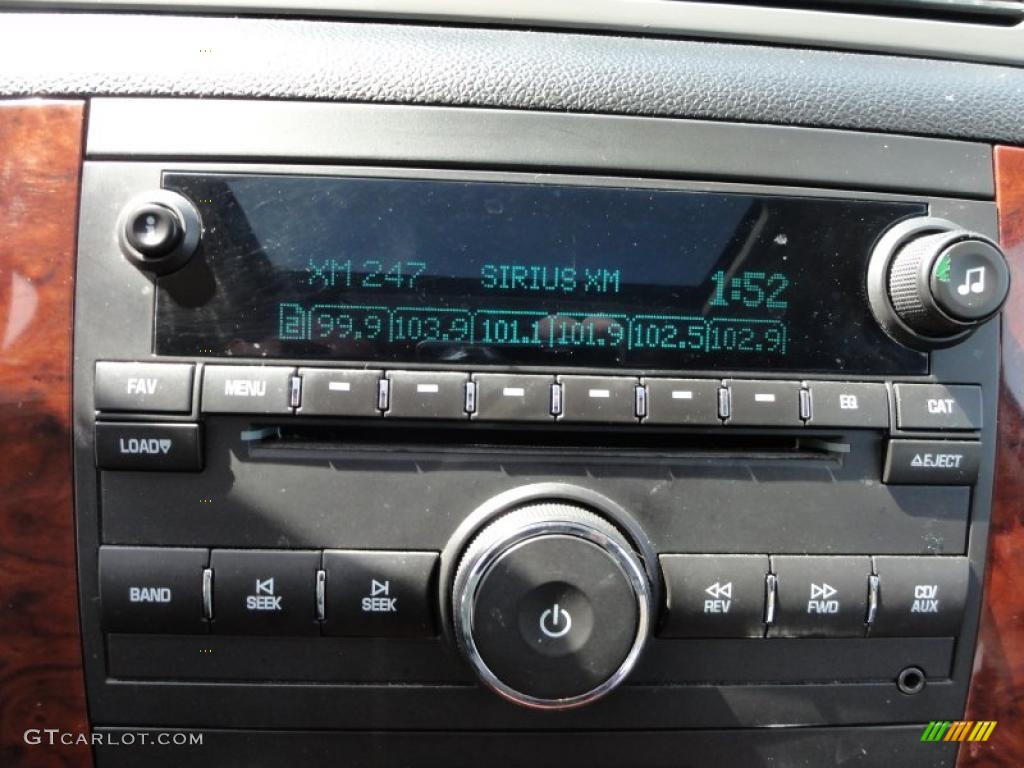 XM 247 SIRIUS XM 1:52
2 99.9 103.9 101.1 101.9 102.5 102.9
FAV MENU EQ CAT
LOAD EJECT
BAND SEEK SEEK REV FWD CD/AUX
GTCARLOT.COM